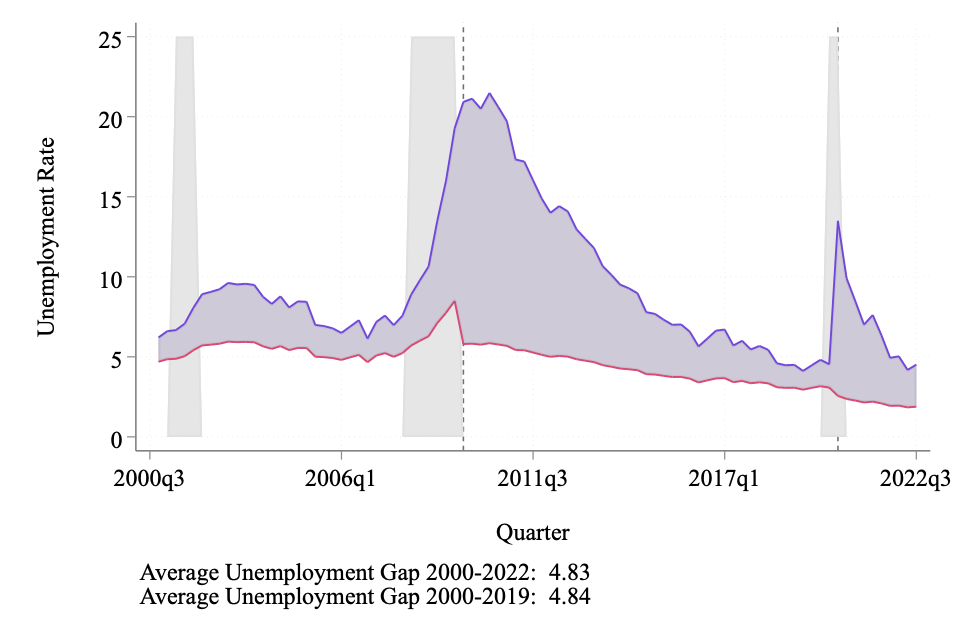 25
20
15
10
5
0
Unemployment Rate
2000q3 2006q1 2011q3 2017q1 2022q3
Quarter
Average Unemployment Gap 2000-2022: 4.83
Average Unemployment Gap 2000-2019: 4.84